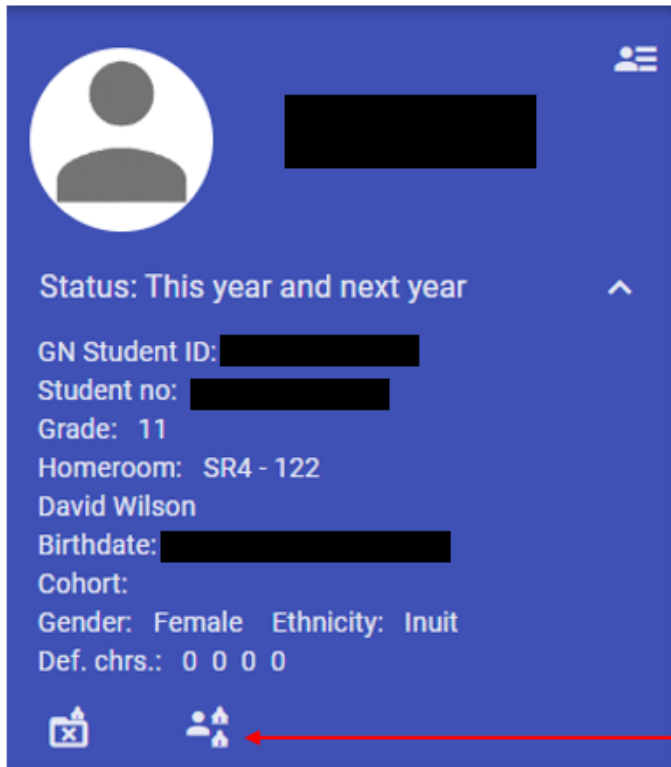 Status: This year and next year
GN Student ID:
Student no:
Grade: 11
Homeroom: SR4 - 122
David Wilson
Birthdate:
Cohort:
Gender: Female Ethnicity: Inuit
Def. chrs.: 0 0 0 0